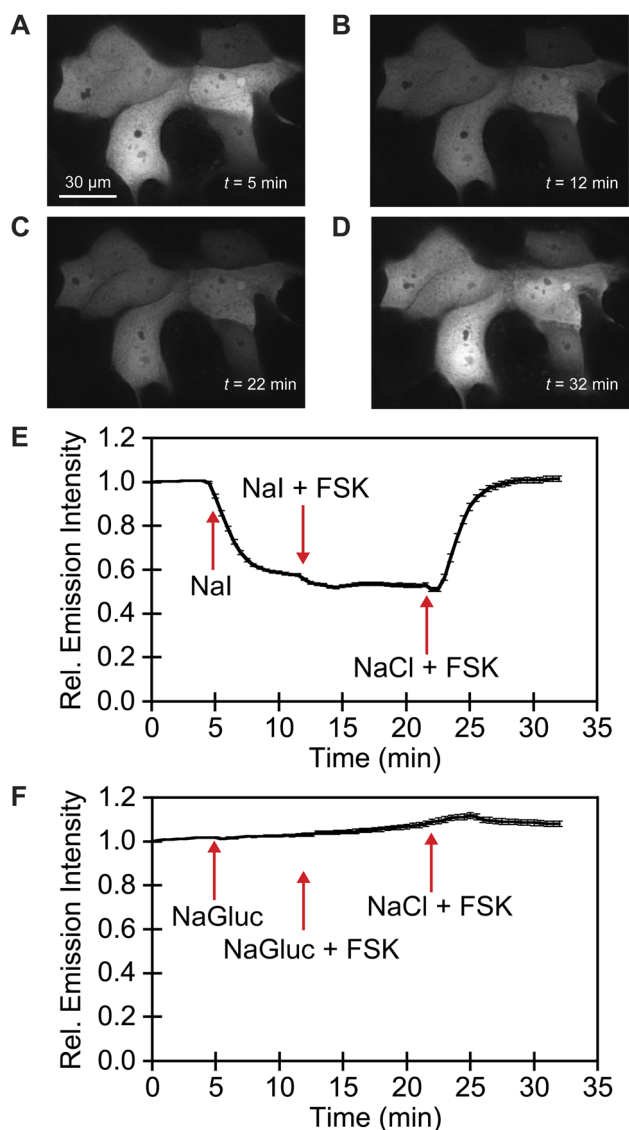 A
B
30 µm
t = 5 min
t = 12 min
C
D
t = 22 min
t = 32 min
E
Rel. Emission Intensity
1.2
1.0
0.8
0.6
0.4
0.2
0.0
NaI + FSK
NaI
NaCl + FSK
0 5 10 15 20 25 30 35
Time (min)
F
Rel. Emission Intensity
1.2
1.0
0.8
0.6
0.4
0.2
0.0
NaGluc
NaCl + FSK
NaGluc + FSK
0 5 10 15 20 25 30 35
Time (min)